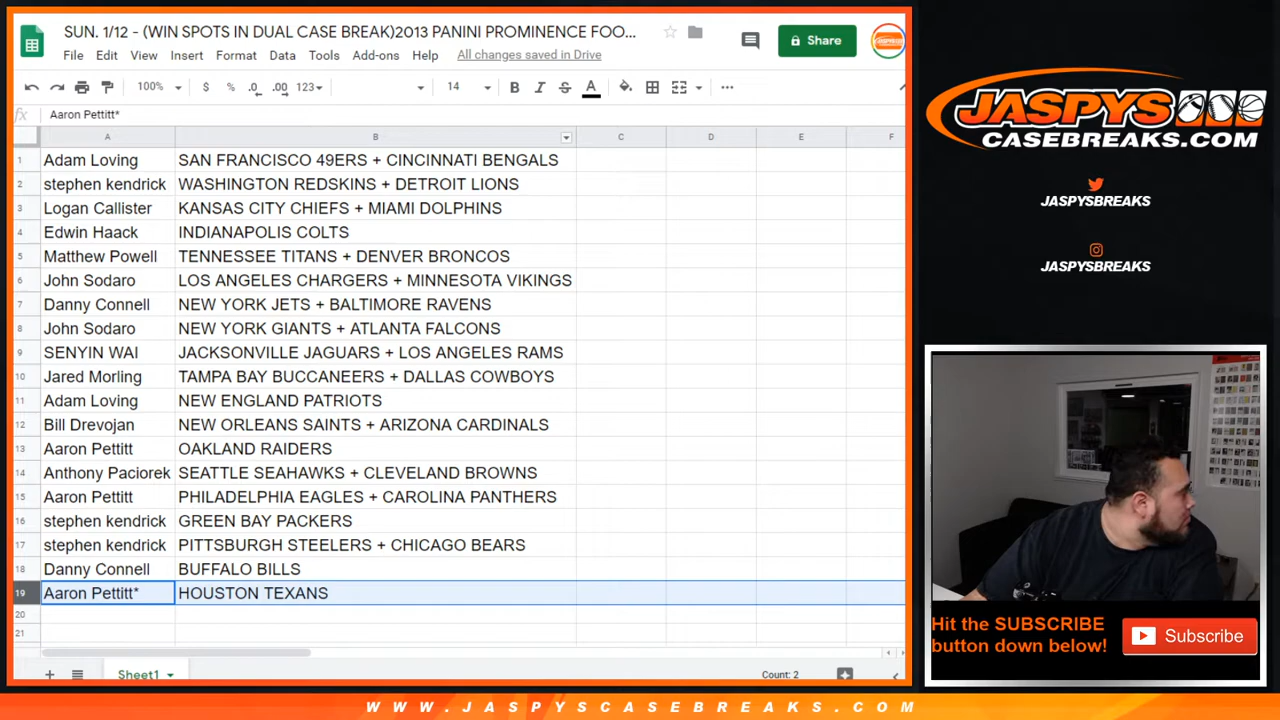 SUN. 1/12 - (WIN SPOTS IN DUAL CASE BREAK)2013 PANINI PROMINENCE FOO...
File Edit View Insert Format Data Tools Add-ons Help All changes saved in Drive
Share
100% $ % .0 .00 123 14 B I S A
fx Aaron Pettitt*
A B C D E F
1 Adam Loving SAN FRANCISCO 49ERS + CINCINNATI BENGALS
2 stephen kendrick WASHINGTON REDSKINS + DETROIT LIONS
3 Logan Callister KANSAS CITY CHIEFS + MIAMI DOLPHINS
4 Edwin Haack INDIANAPOLIS COLTS
5 Matthew Powell TENNESSEE TITANS + DENVER BRONCOS
6 John Sodaro LOS ANGELES CHARGERS + MINNESOTA VIKINGS
7 Danny Connell NEW YORK JETS + BALTIMORE RAVENS
8 John Sodaro NEW YORK GIANTS + ATLANTA FALCONS
9 SENYIN WAI JACKSONVILLE JAGUARS + LOS ANGELES RAMS
10 Jared Morling TAMPA BAY BUCCANEERS + DALLAS COWBOYS
11 Adam Loving NEW ENGLAND PATRIOTS
12 Bill Drevojan NEW ORLEANS SAINTS + ARIZONA CARDINALS
13 Aaron Pettitt OAKLAND RAIDERS
14 Anthony Paciorek SEATTLE SEAHAWKS + CLEVELAND BROWNS
15 Aaron Pettitt PHILADELPHIA EAGLES + CAROLINA PANTHERS
16 stephen kendrick GREEN BAY PACKERS
17 stephen kendrick PITTSBURGH STEELERS + CHICAGO BEARS
18 Danny Connell BUFFALO BILLS
19 Aaron Pettitt* HOUSTON TEXANS
20
21
Sheet1
Count: 2
JASPYS
CASEBREAKS.COM
JASPYSBREAKS
JASPYSBREAKS
Hit the SUBSCRIBE
button down below!
Subscribe
WWW.JASPYSCASEBREAKS.COM